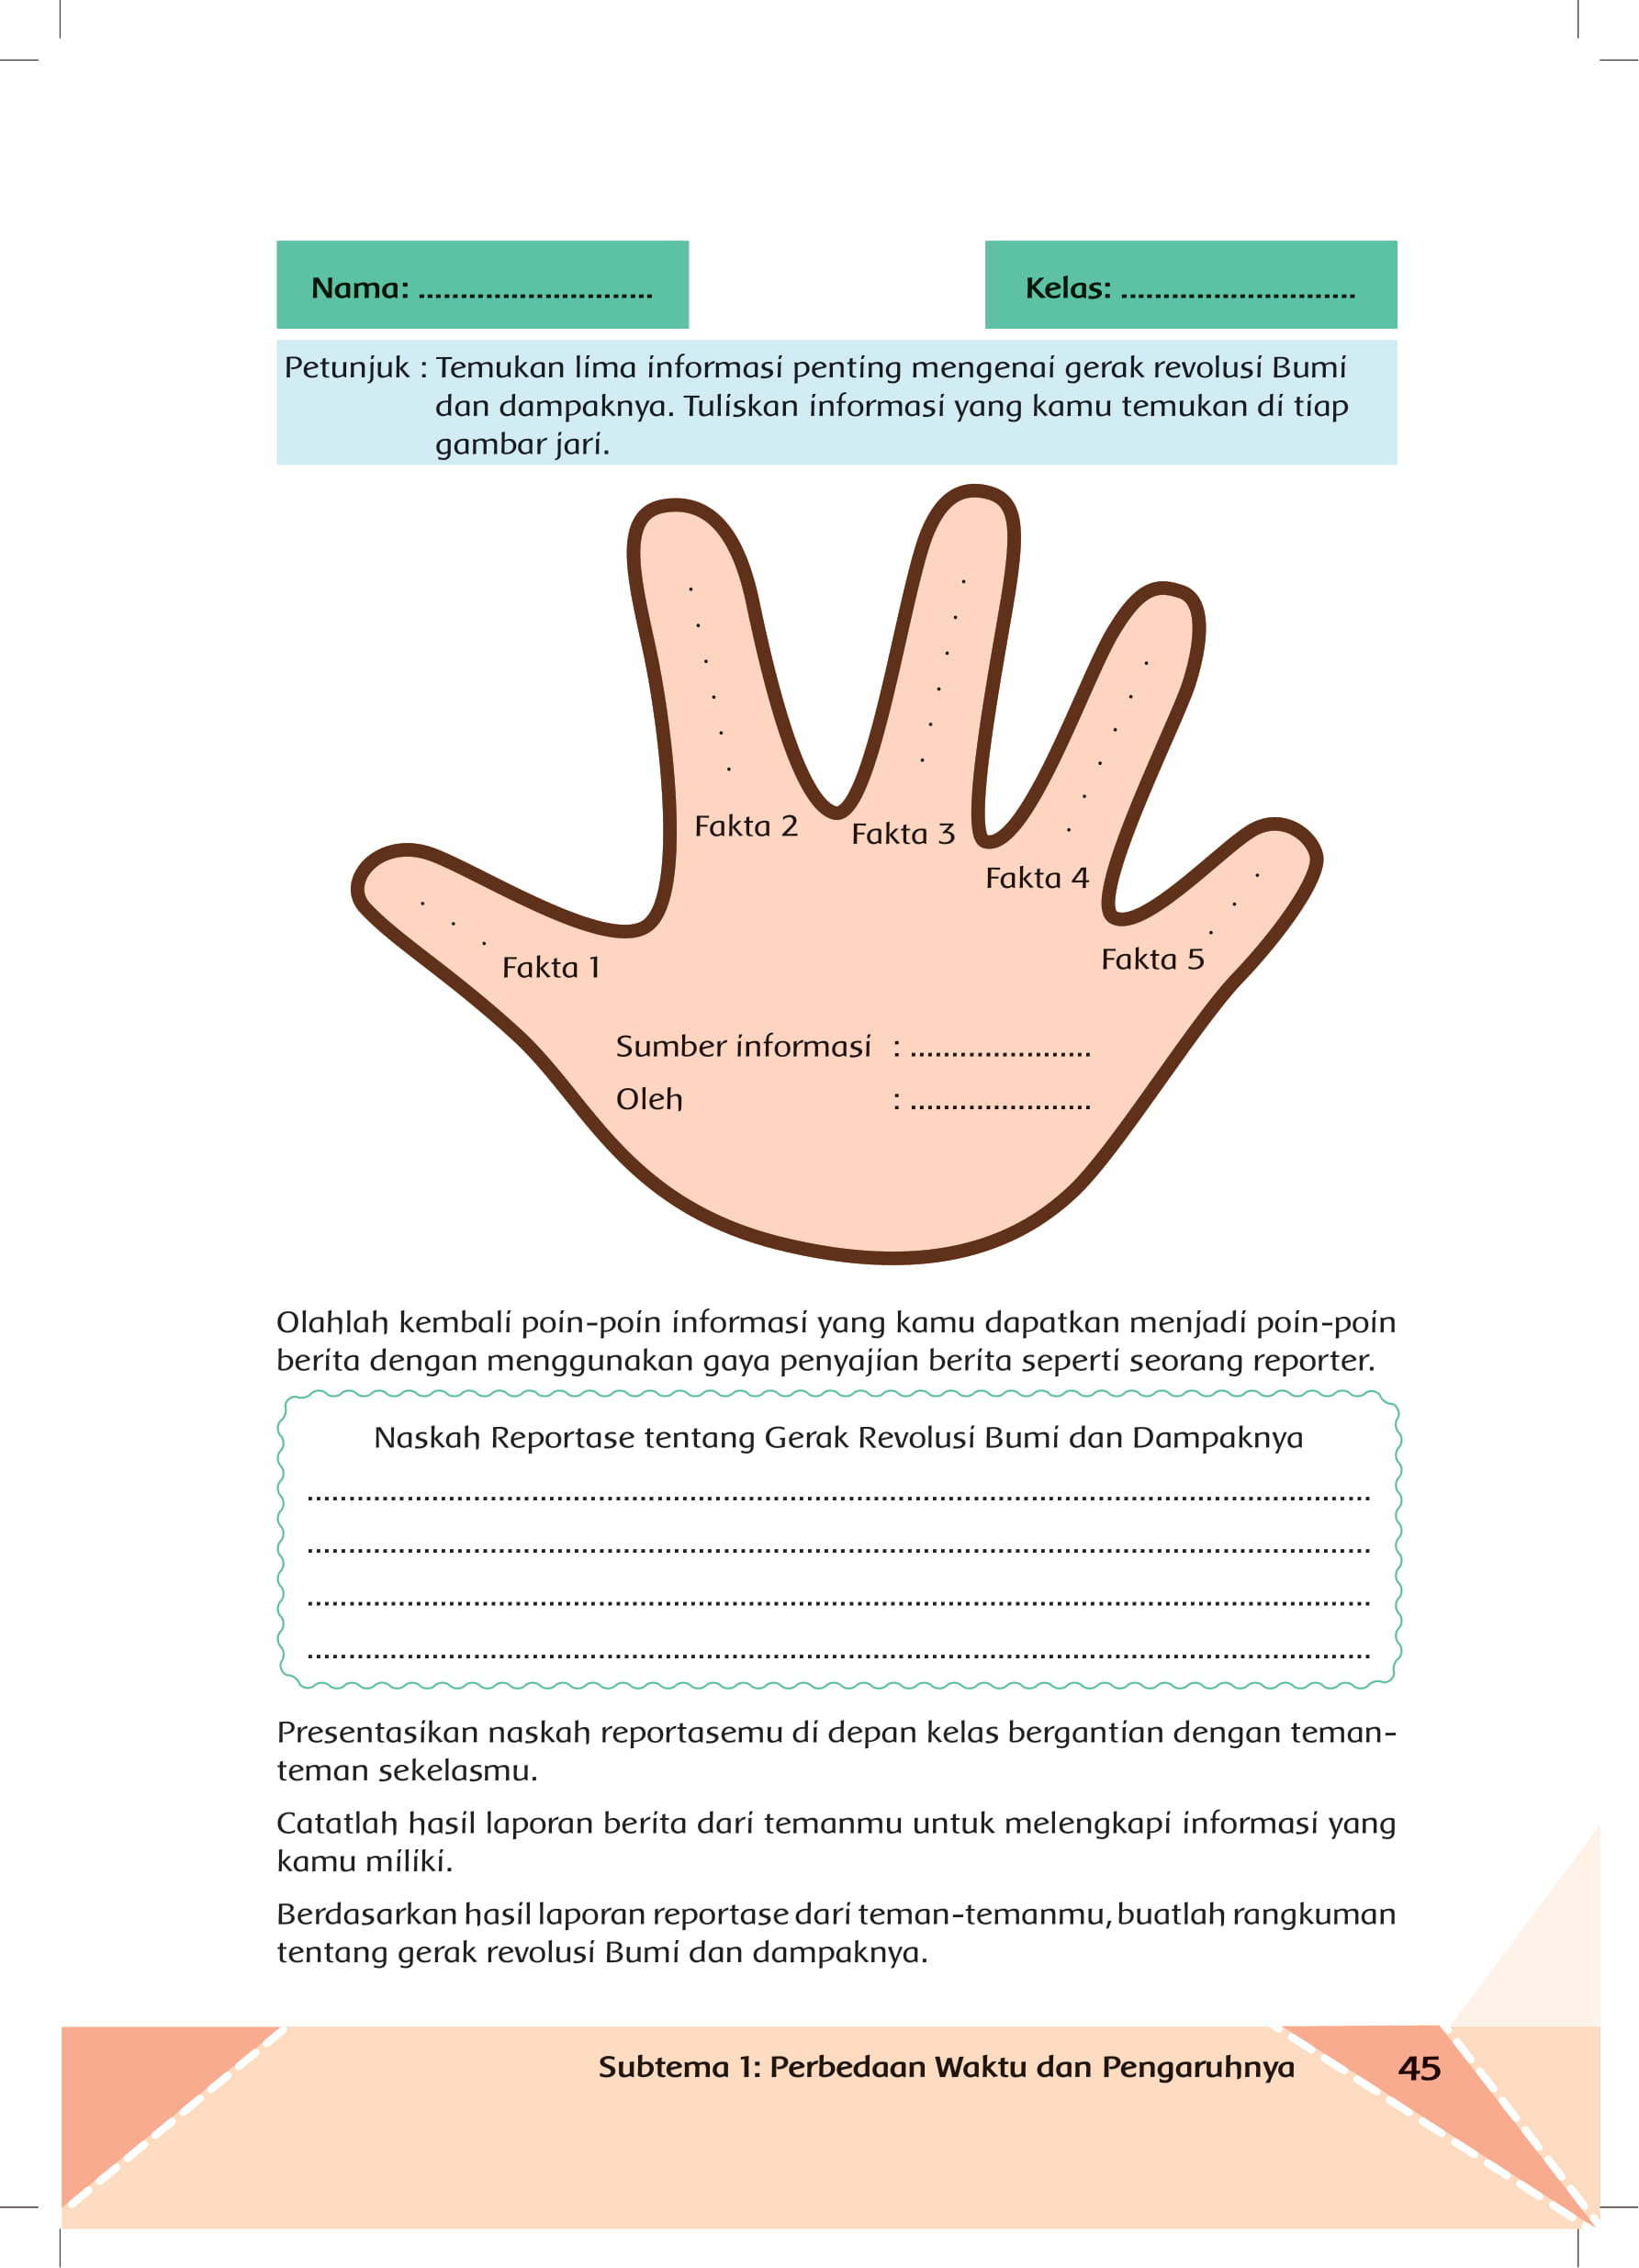 Nama: ............................
Kelas: ............................
Petunjuk : Temukan lima informasi penting mengenai gerak revolusi Bumi
dan dampaknya. Tuliskan informasi yang kamu temukan di tiap
gambar jari.
Fakta 2
Fakta 3
Fakta 4
Fakta 5
Fakta 1
Sumber informasi : ......................
Oleh : ......................
Olahlah kembali poin-poin informasi yang kamu dapatkan menjadi poin-poin
berita dengan menggunakan gaya penyajian berita seperti seorang reporter.
Naskah Reportase tentang Gerak Revolusi Bumi dan Dampaknya
................................................................................................................................
................................................................................................................................
................................................................................................................................
................................................................................................................................
Presentasikan naskah reportasemu di depan kelas bergantian dengan teman-
teman sekelasmu.
Catatlah hasil laporan berita dari temanmu untuk melengkapi informasi yang
kamu miliki.
Berdasarkan hasil laporan reportase dari teman-temanmu, buatlah rangkuman
tentang gerak revolusi Bumi dan dampaknya.
Subtema 1: Perbedaan Waktu dan Pengaruhnya 45